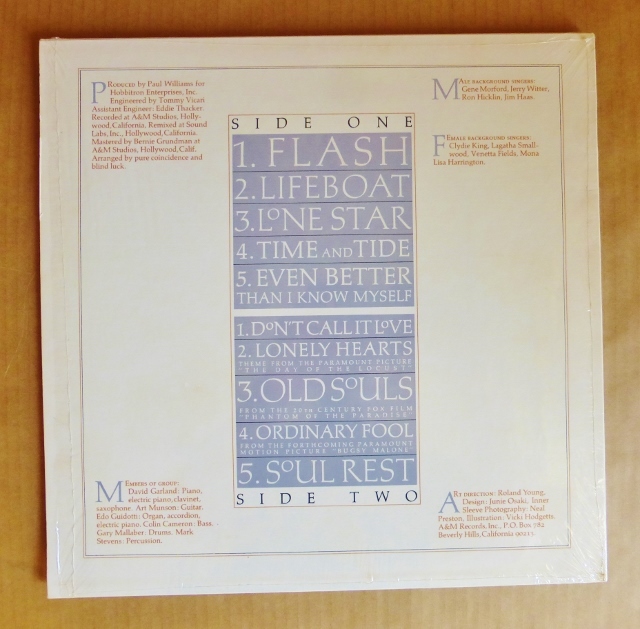 PRODUCED BY PAUL WILLIAMS for
Hobbitron Enterprises, Inc.
Engineered by Tommy Vicari
Assistant Engineer: Eddie Thacker.
Recorded at A&M Studios, Holly-
wood, California, Remixed at Sound
Labs, Inc., Hollywood, California.
Mastered by Bernie Grundman at
A&M Studios, Hollywood, Calif.
Arranged by pure coincidence and
blind luck.
MALE BACKGROUND SINGERS:
Gene Morford, Jerry Witter,
Ron Hicklin, Jim Haas.
FEMALE BACKGROUND SINGERS:
Clydie King, Lagatha Small-
wood, Venetta Fields, Mona
Lisa Harrington.
SIDE ONE
1. FLASH
2. LIFEBOAT
3. LONE STAR
4. TIME AND TIDE
5. EVEN BETTER
THAN I KNOW MYSELF
1. DON'T CALL IT LOVE
2. LONELY HEARTS
THEME FROM THE PARAMOUNT PICTURE
"THE DAY OF THE LOCUST"
3. OLD SOULS
FROM THE 20TH CENTURY FOX FILM
"PHANTOM OF THE PARADISE"
4. ORDINARY FOOL
FROM THE FORTHCOMING PARAMOUNT
MOTION PICTURE "BUGSY MALONE"
5. SOUL REST
SIDE TWO
MEMBERS OF GROUP:
David Garland: Piano,
electric piano, clavinet,
saxophone. Art Munson: Guitar.
Edo Guidotti: Organ, accordion,
electric piano. Colin Cameron: Bass.
Gary Mallaber: Drums. Mark
Stevens: Percussion.
ART DIRECTION: Roland Young,
Design: Junie Osaki, Inner
Sleeve Photography: Neal
Preston, Illustration: Vicki Hodgetts.
A&M Records, Inc., P.O. Box 782
Beverly Hills, California 90213.